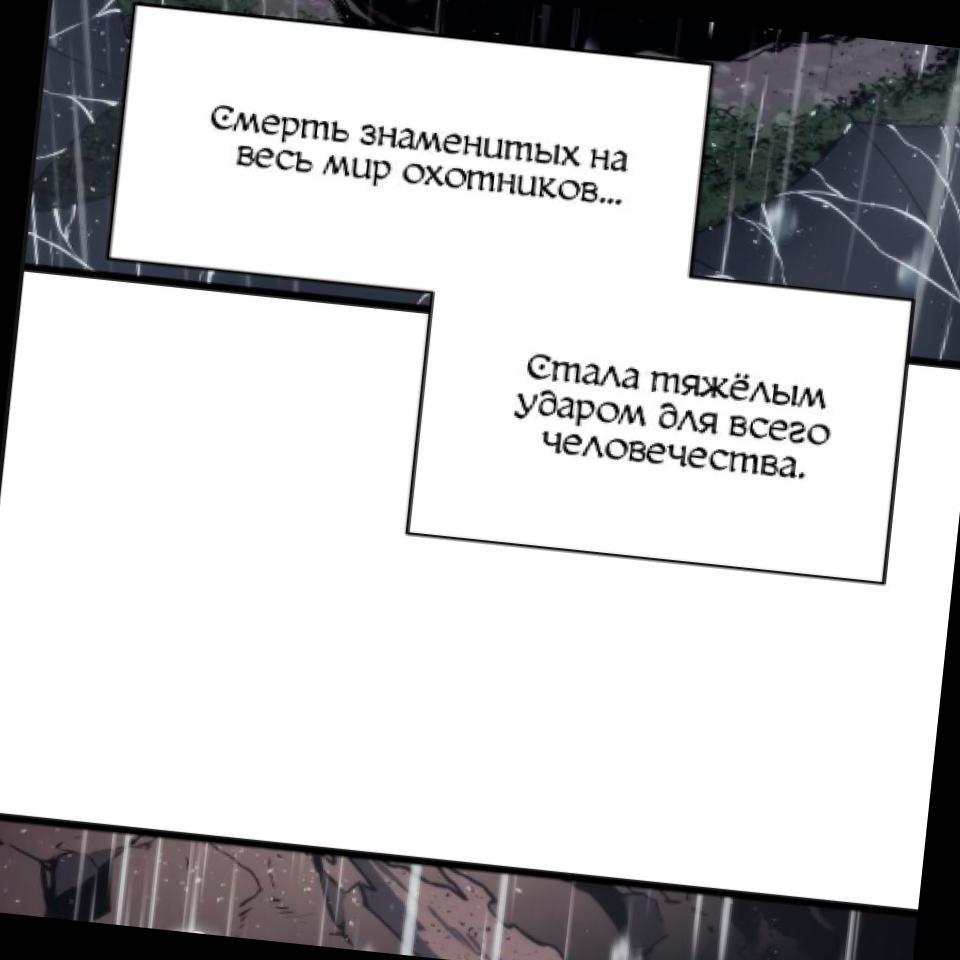 Смерть знаменитых на
весь мир охотников...
Стала тяжёлым
ударом для всего
человечества.